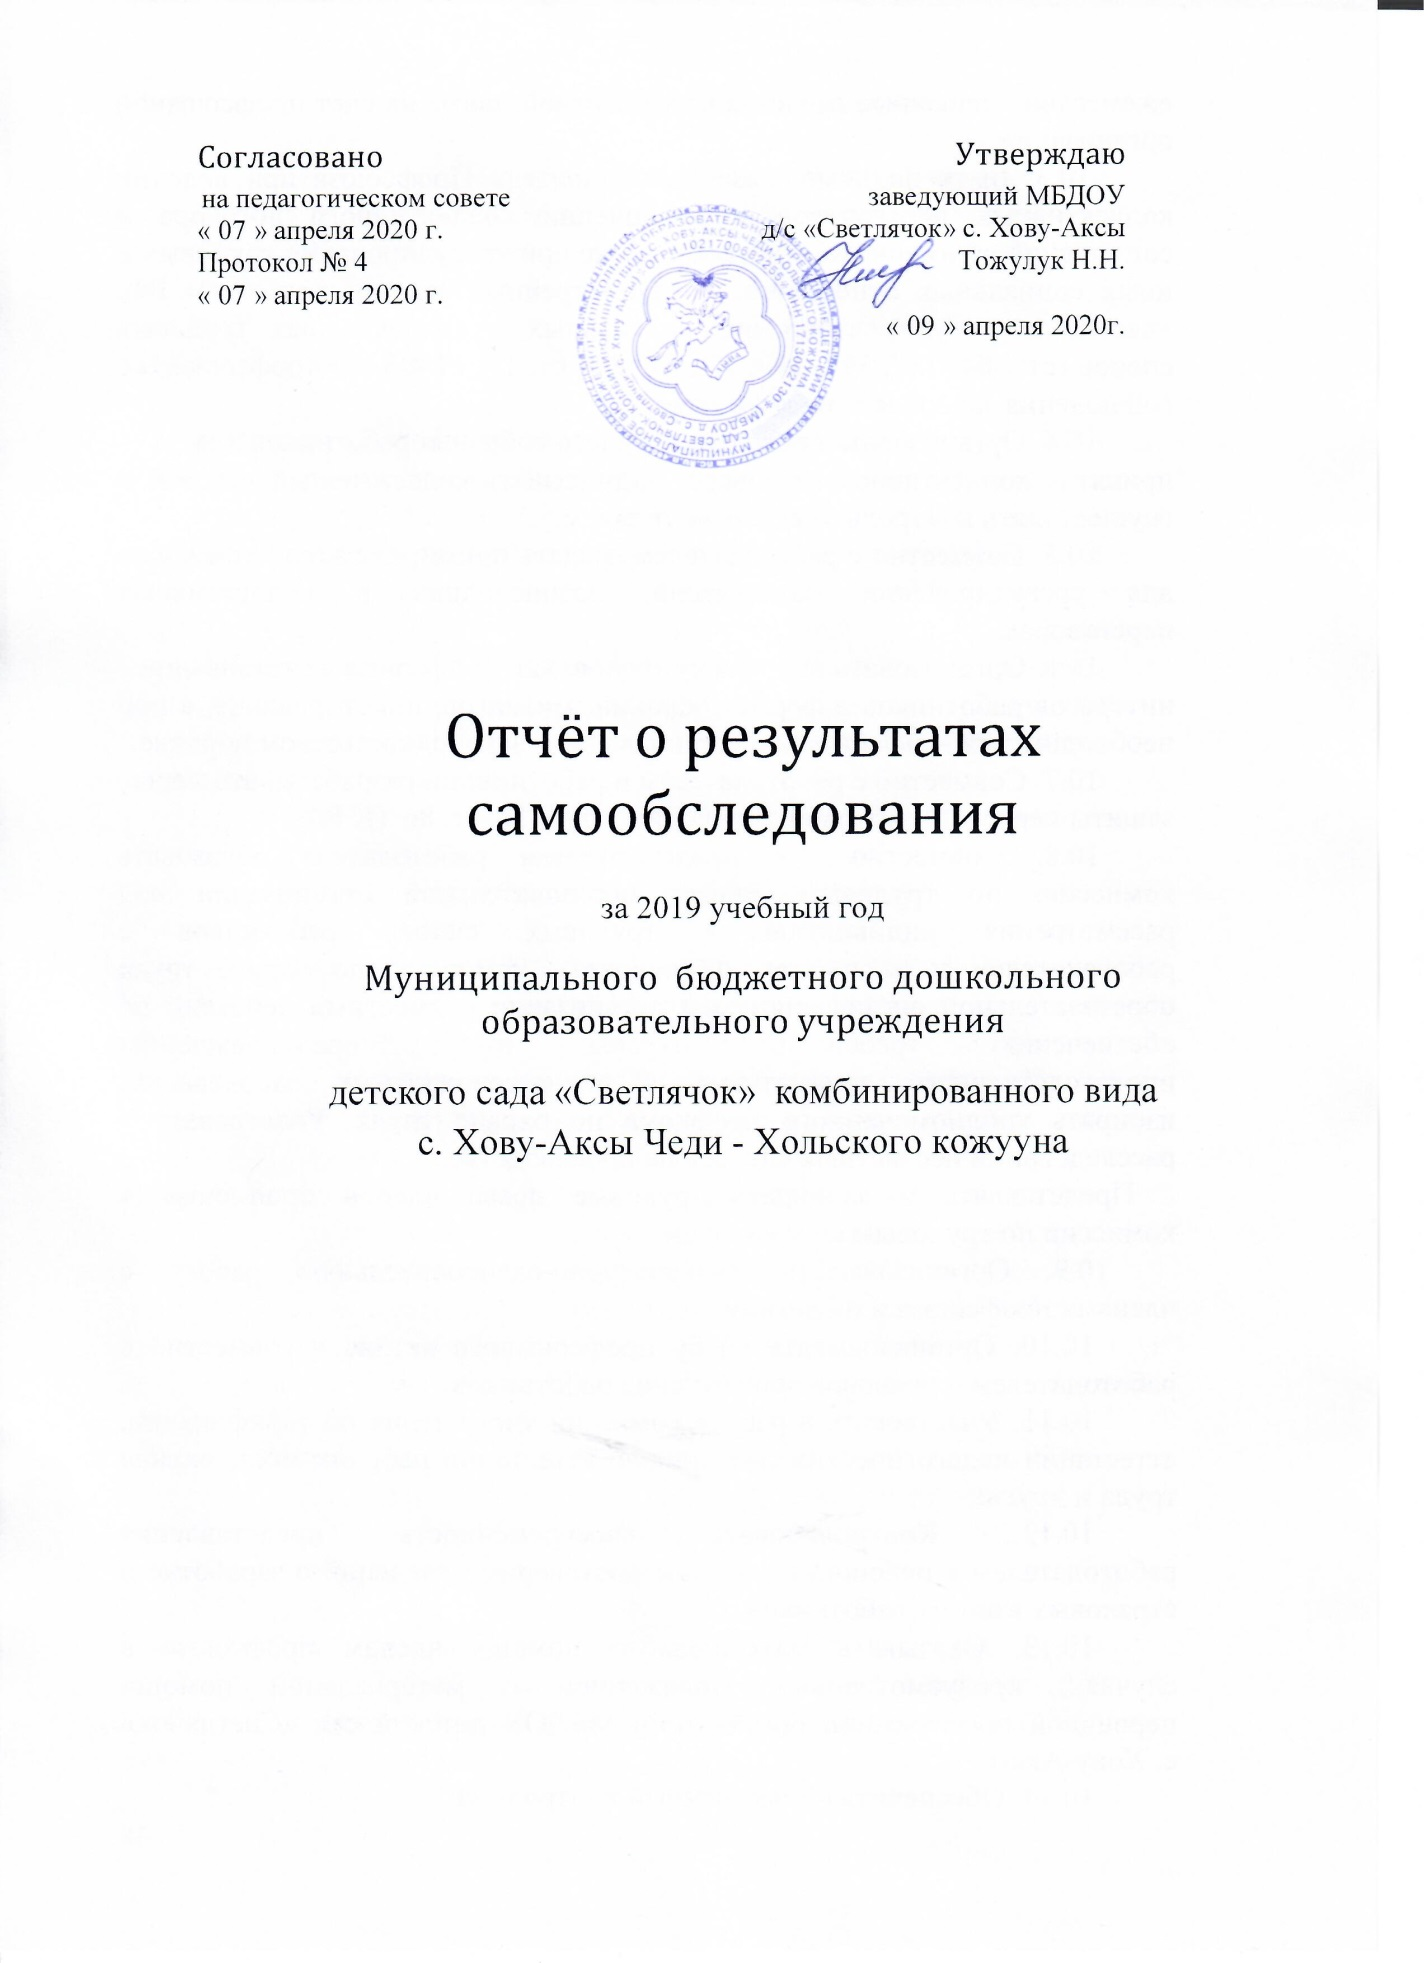 Согласовано
на педагогическом совете
« 07 » апреля 2020 г.
Протокол № 4
« 07 » апреля 2020 г.
Утверждаю
заведующий МБДОУ
д/с «Светлячок» с. Хову-Аксы
Тожулук Н.Н.
« 09 » апреля 2020г.
Отчёт о результатах
самообследования
за 2019 учебный год
Муниципального бюджетного дошкольного
образовательного учреждения
детского сада «Светлячок» комбинированного вида
с. Хову-Аксы Чеди - Хольского кожууна